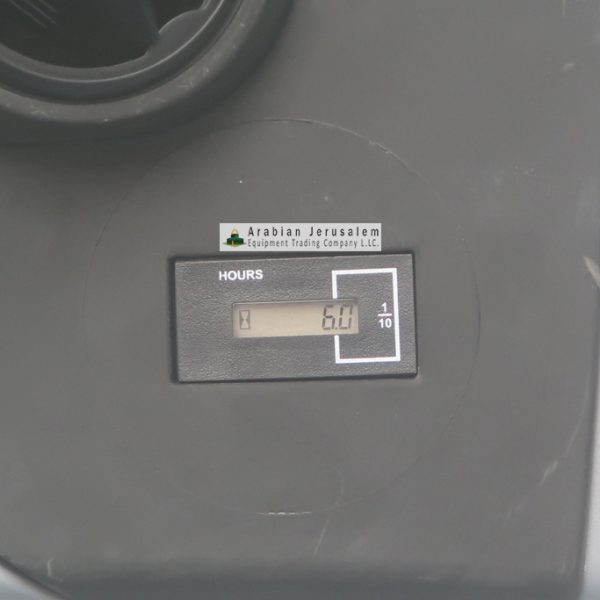 Arabian Jerusalem
Equipment Trading Company L.L.C.
HOURS
6.0
1
10